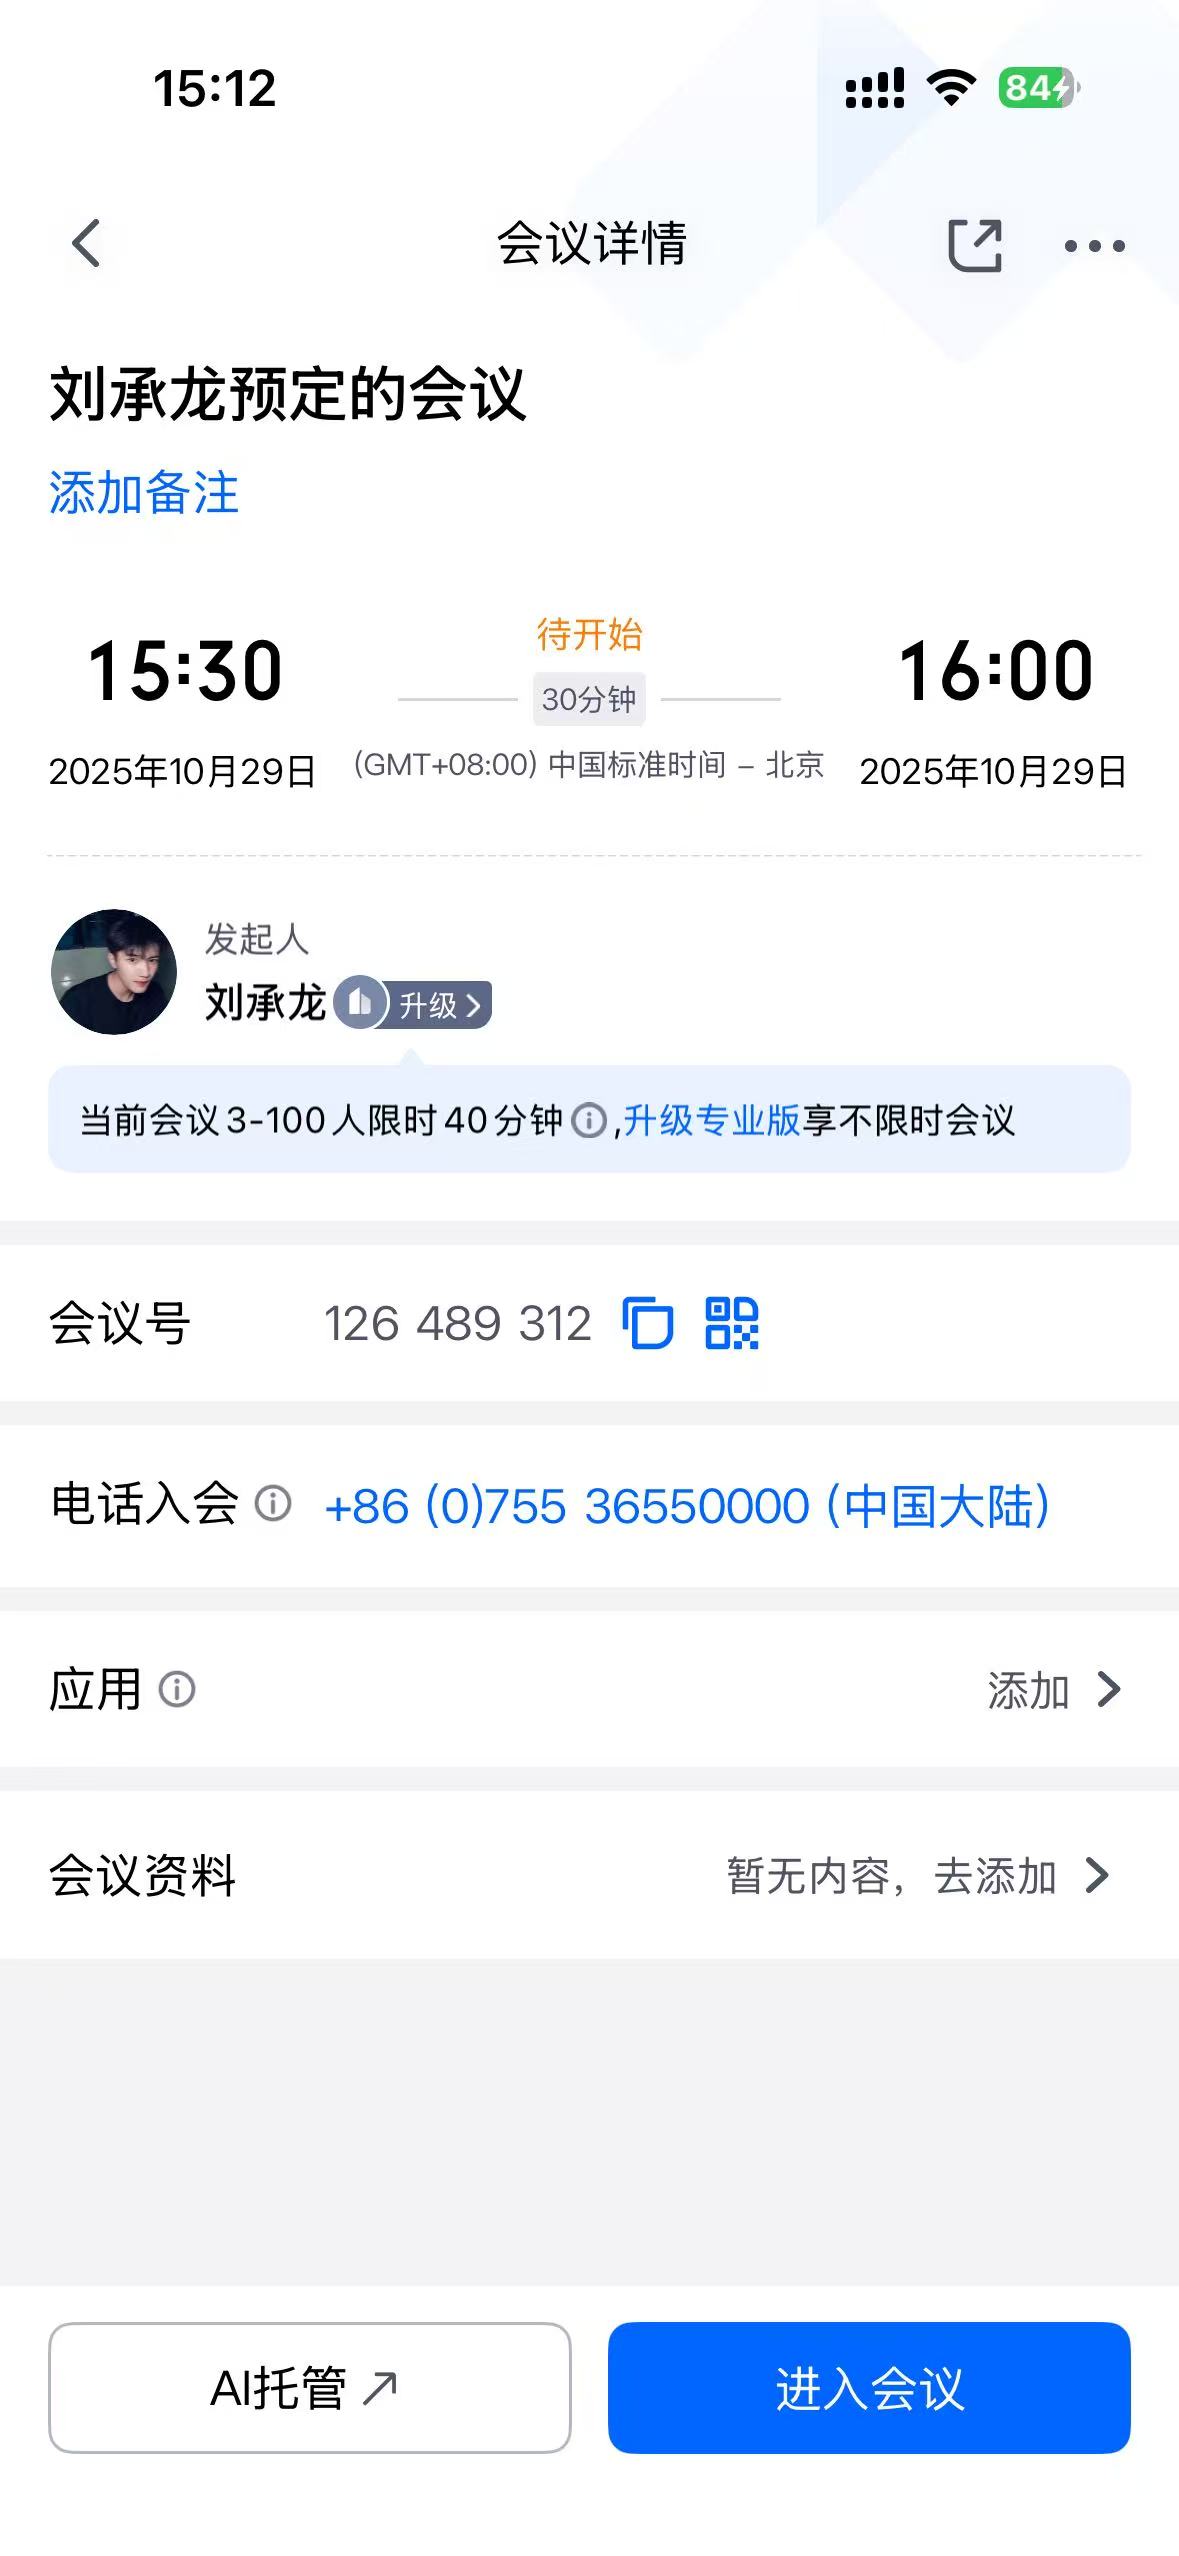 15:12
84
会议详情
刘承龙预定的会议
添加备注
待开始
15:30
30分钟
16:00
2025年10月29日
(GMT+08:00) 中国标准时间 – 北京
2025年10月29日
发起人
刘承龙
升级
当前会议3-100人限时40分钟,升级专业版享不限时会议
会议号
126 489 312
电话入会
+86 (0)755 36550000 (中国大陆)
应用
添加
会议资料
暂无内容，去添加
AI托管
进入会议